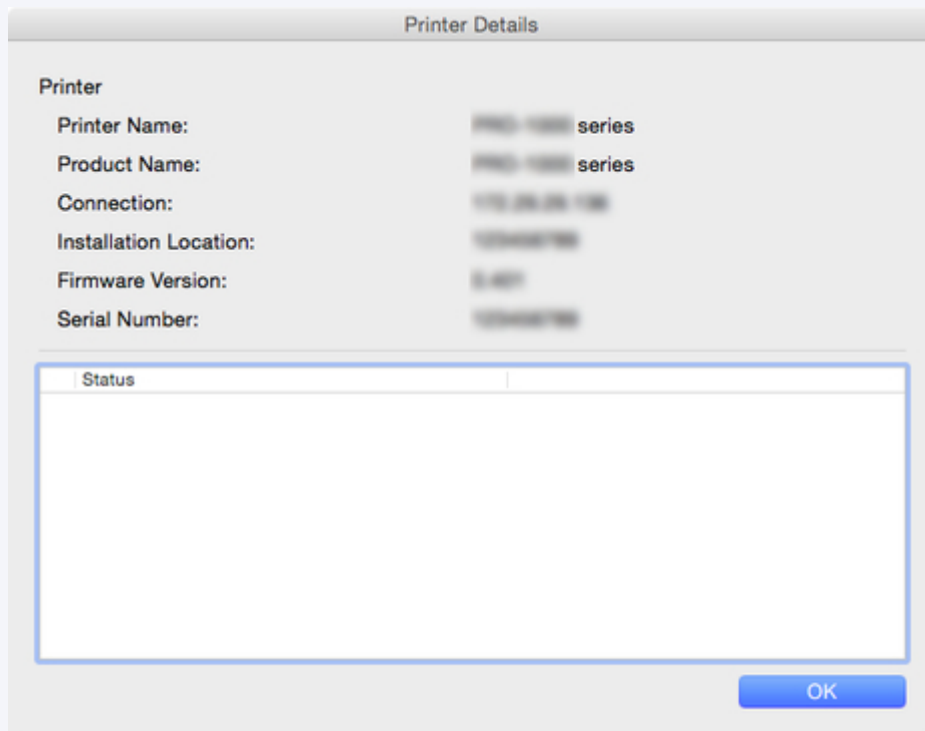 Printer Details
Printer
Printer Name: series
Product Name: series
Connection:
Installation Location:
Firmware Version:
Serial Number:
Status
OK